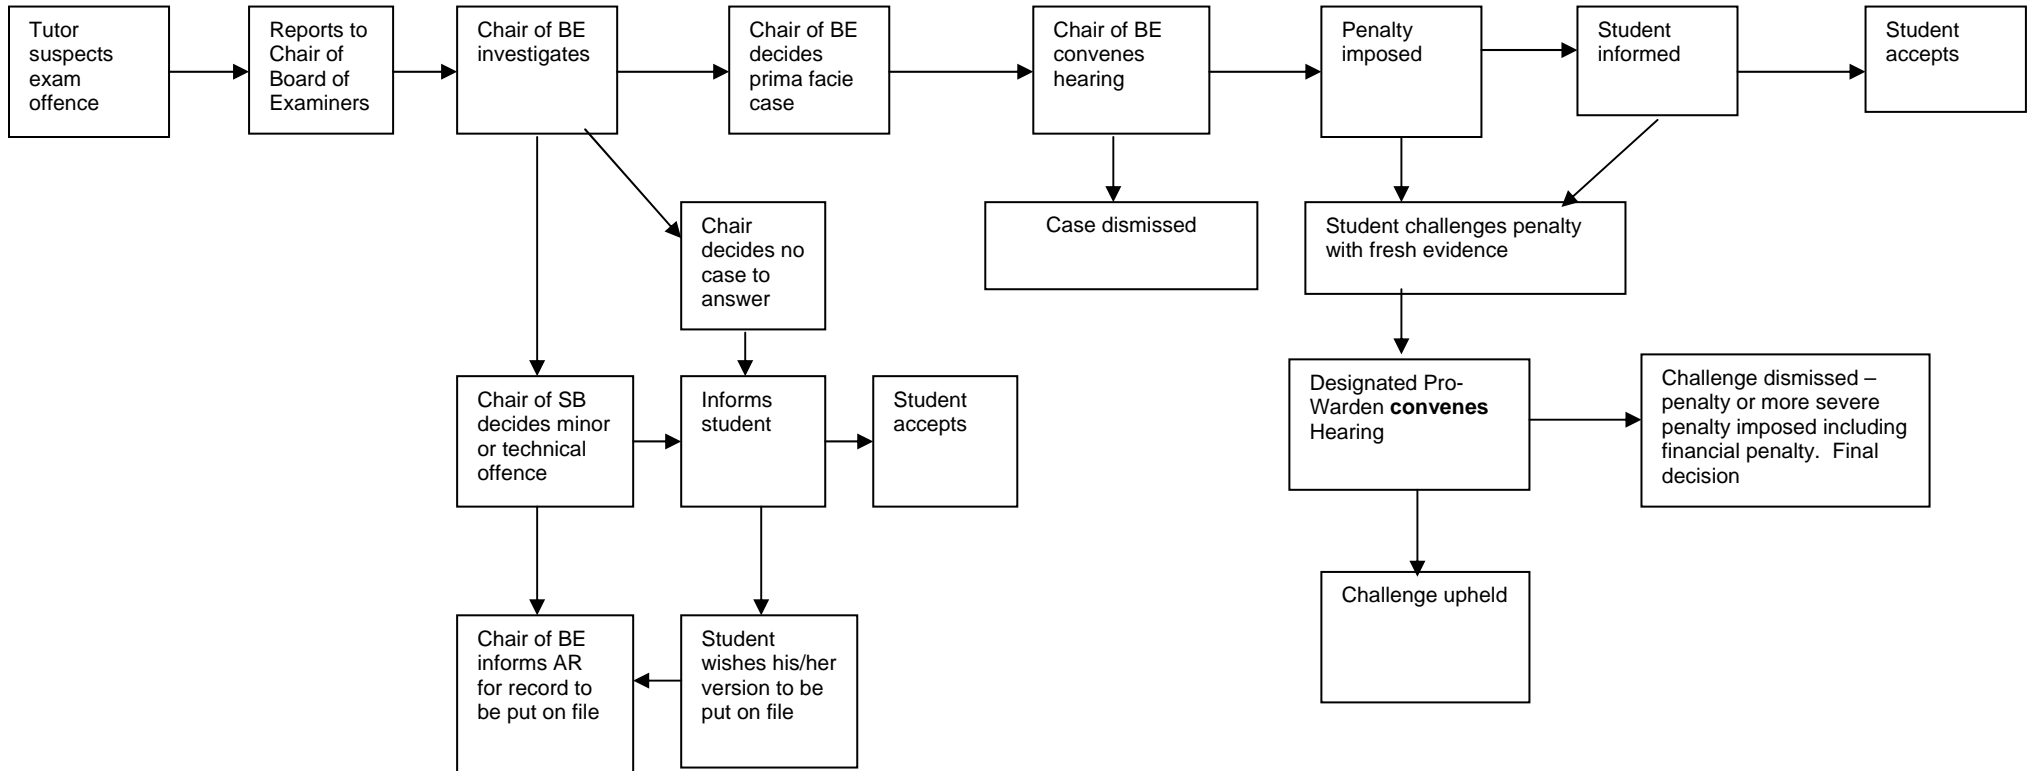 Tutor
suspects
exam
offence
Reports to
Chair of
Board of
Examiners
Chair of BE
investigates
Chair of BE
decides
prima facie
case
Chair of BE
convenes
hearing
Penalty
imposed
Student
informed
Student
accepts
Chair
decides no
case to
answer
Case dismissed
Student challenges penalty
with fresh evidence
Chair of SB
decides minor
or technical
offence
Informs
student
Student
accepts
Designated Pro-
Warden convenes
Hearing
Challenge dismissed –
penalty or more severe
penalty imposed including
financial penalty.  Final
decision
Chair of BE
informs AR
for record to
be put on file
Student
wishes his/her
version to be
put on file
Challenge upheld